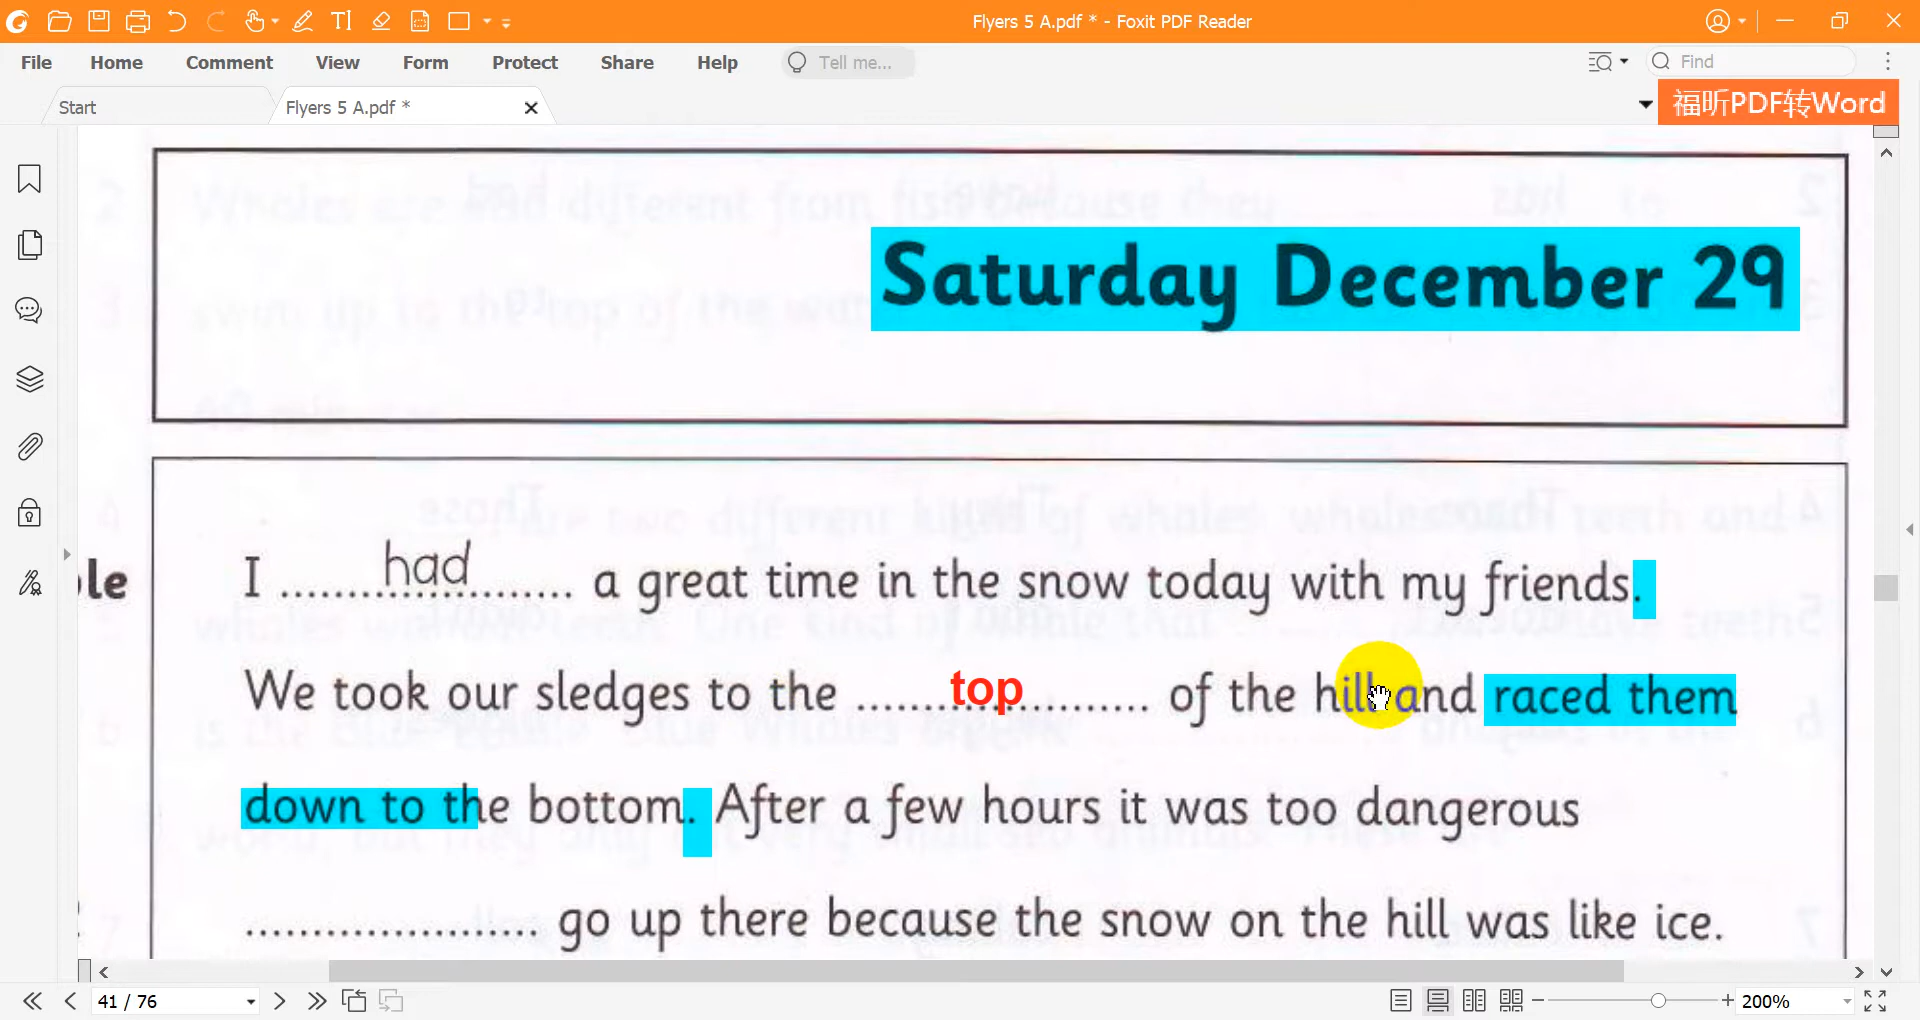 Flyers 5 A.pdf * - Foxit PDF Reader
File Home Comment View Form Protect Share Help Tell me... Find
Start Flyers 5 A.pdf * 福昕PDF转Word
Saturday December 29
le I ........ had ........ a great time in the snow today with my friends.
We took our sledges to the ........ top ........ of the hill and raced them
down to the bottom. After a few hours it was too dangerous
........................ go up there because the snow on the hill was like ice.
41 / 76 200%